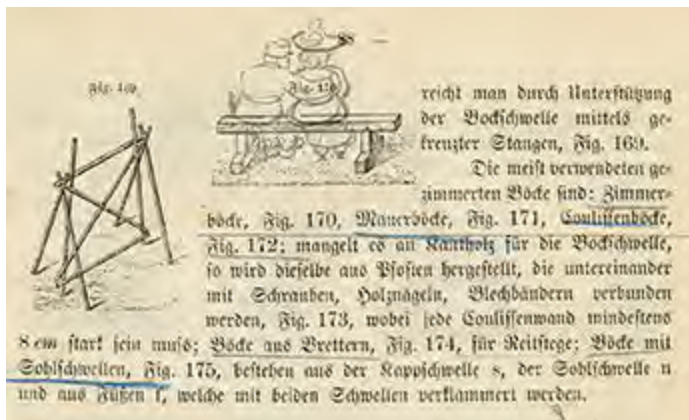 Fig. 169.
Fig. 170
reicht man durch Unterstützung
der Bockschwelle mittels ge-
kreuzter Stangen, Fig. 169.
Die meist verwendeten ge-
zimmerten Böcke sind: Zimmer-
böcke, Fig. 170, Mauerböcke, Fig. 171, Coulissenböcke,
Fig. 172; mangelt es an Kantholz für die Bockschwelle,
so wird dieselbe aus Pfosten hergestellt, die untereinander
mit Schrauben, Holznägeln, Blechbändern verbunden
werden, Fig. 173, wobei jede Coulissenwand mindestens
8 cm stark sein muss; Böcke aus Brettern, Fig. 174, für Reitstege; Böcke mit
Sohlschwellen, Fig. 175, bestehen aus der Kappschwelle s, der Sohlschwelle n
und aus Füßen f, welche mit beiden Schwellen verklammert werden.